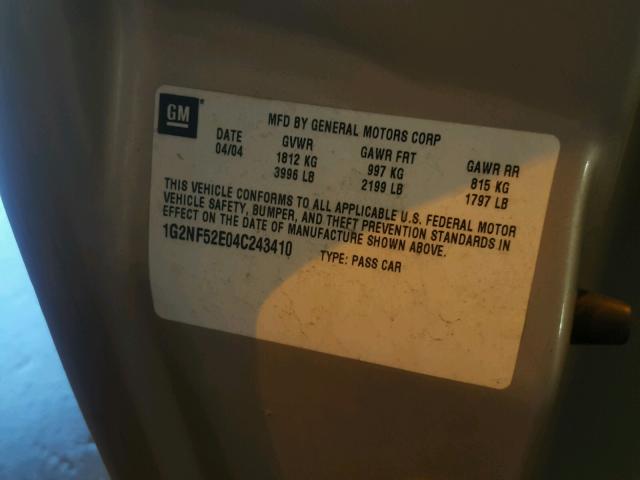 GM
MFD BY GENERAL MOTORS CORP
DATE GVWR GAWR FRT GAWR RR
04/04 1812 KG 997 KG 815 KG
3996 LB 2199 LB 1797 LB
THIS VEHICLE CONFORMS TO ALL APPLICABLE U.S. FEDERAL MOTOR
VEHICLE SAFETY, BUMPER, AND THEFT PREVENTION STANDARDS IN
EFFECT ON THE DATE OF MANUFACTURE SHOWN ABOVE.
1G2NF52E04C243410 TYPE: PASS CAR